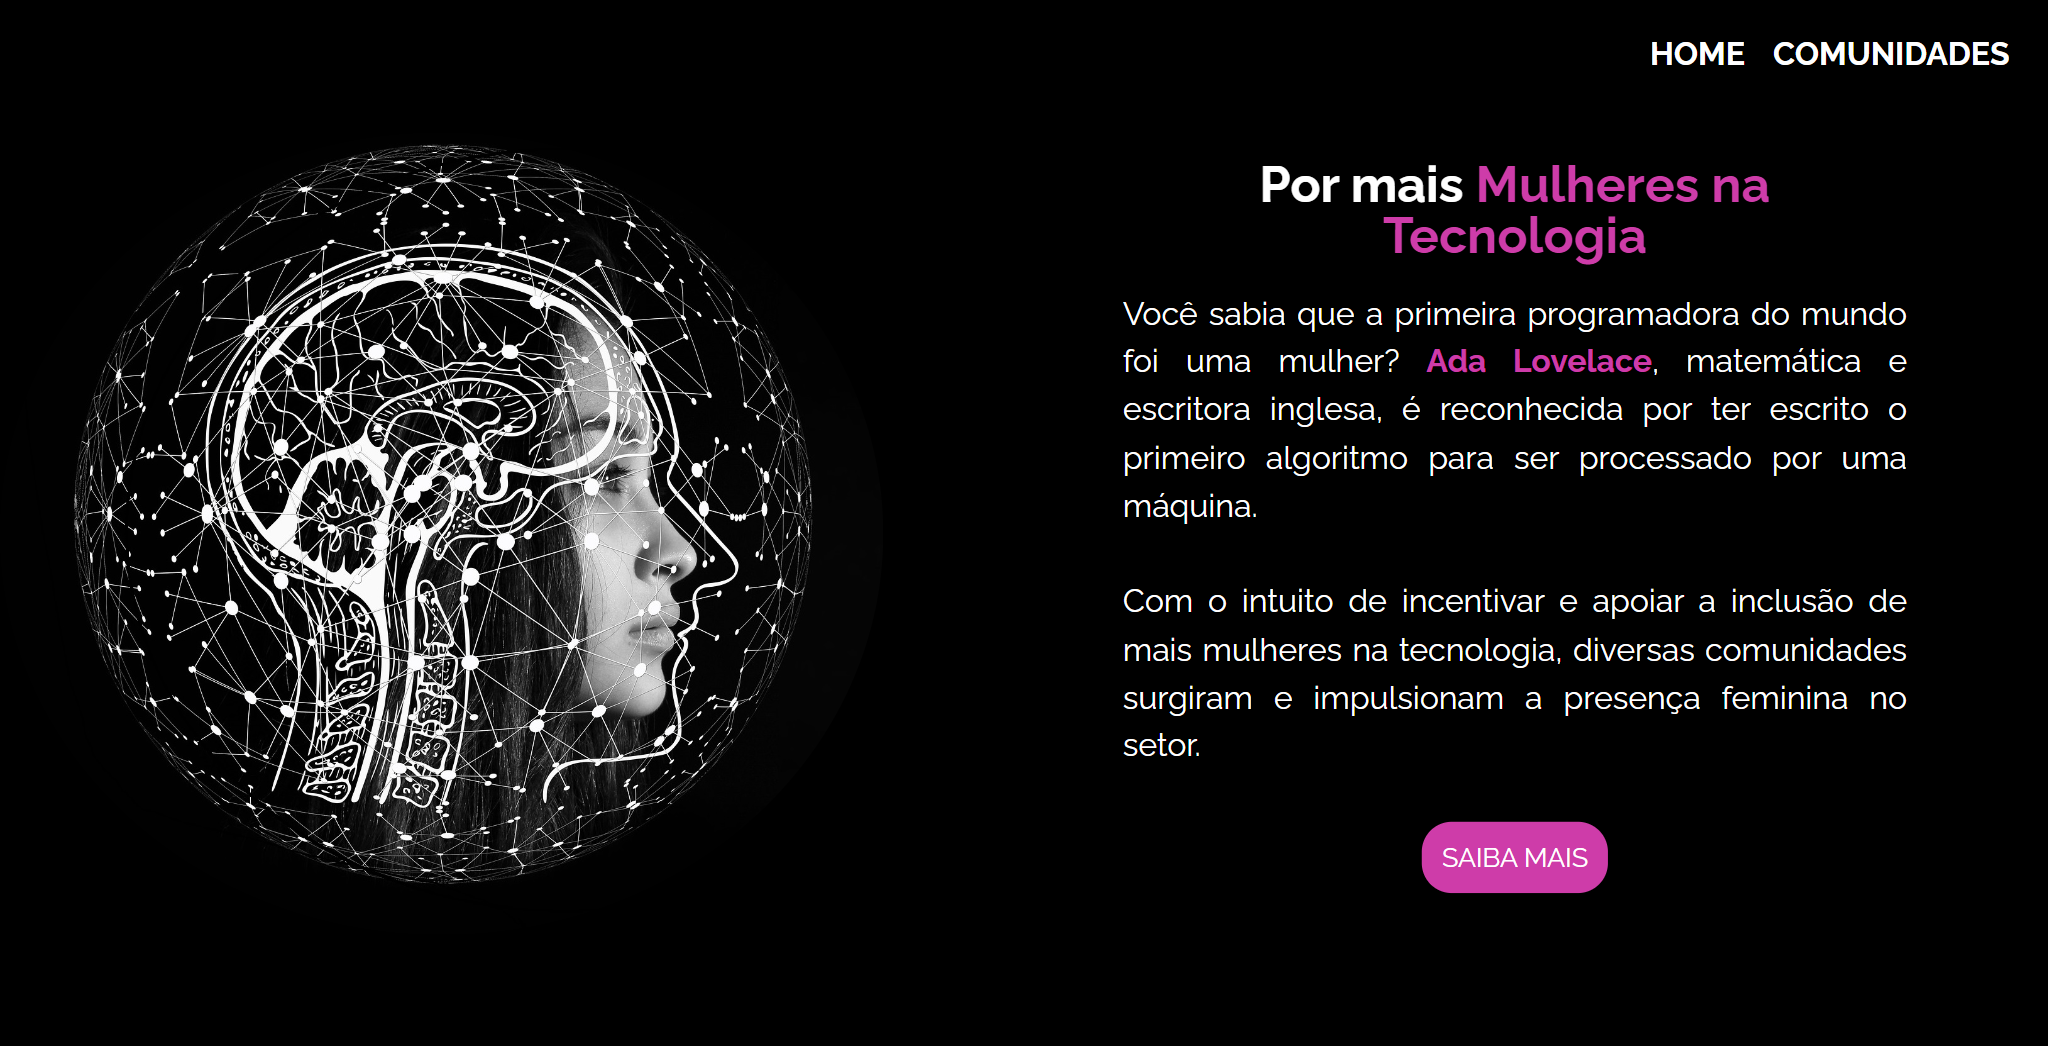 HOME COMUNIDADES
Por mais Mulheres na
Tecnologia
Você sabia que a primeira programadora do mundo
foi uma mulher? Ada Lovelace, matemática e
escritora inglesa, é reconhecida por ter escrito o
primeiro algoritmo para ser processado por uma
máquina.
Com o intuito de incentivar e apoiar a inclusão de
mais mulheres na tecnologia, diversas comunidades
surgiram e impulsionam a presença feminina no
setor.
SAIBA MAIS